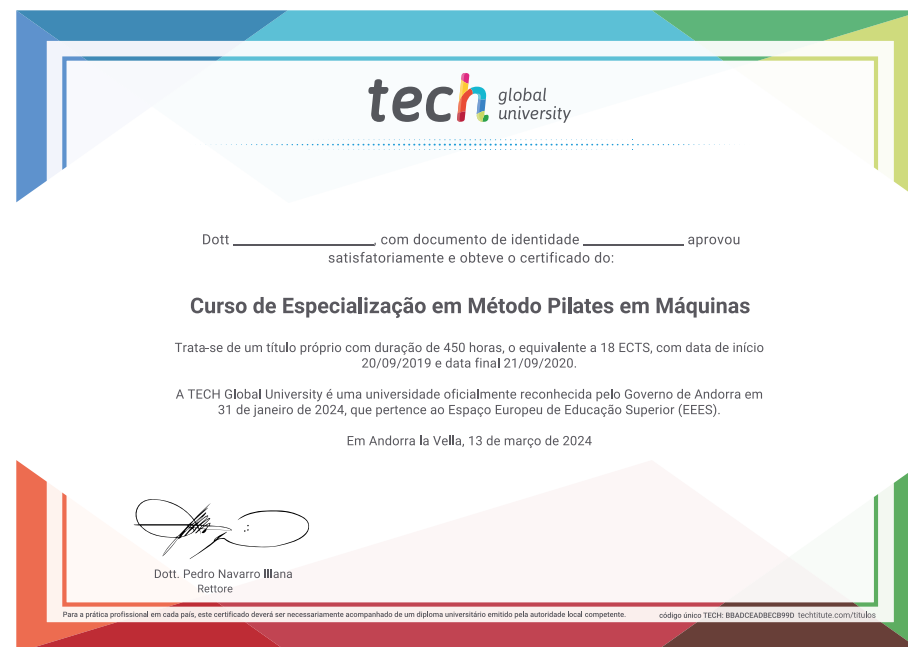 tech global university
Dott _______________, com documento de identidade ___________ aprovou
satisfatoriamente e obteve o certificado do:
Curso de Especialização em Método Pilates em Máquinas
Trata-se de um título próprio com duração de 450 horas, o equivalente a 18 ECTS, com data de início
20/09/2019 e data final 21/09/2020.
A TECH Global University é uma universidade oficialmente reconhecida pelo Governo de Andorra em
31 de janeiro de 2024, que pertence ao Espaço Europeu de Educação Superior (EEES).
Em Andorra la Vella, 13 de março de 2024
Dott. Pedro Navarro Illana
Rettore
Para a prática profissional em cada país, este certificado deverá ser necessariamente acompanhado de um diploma universitário emitido pela autoridade local competente.
código único TECH: BBADCEADBECB99D techtitute.com/títulos